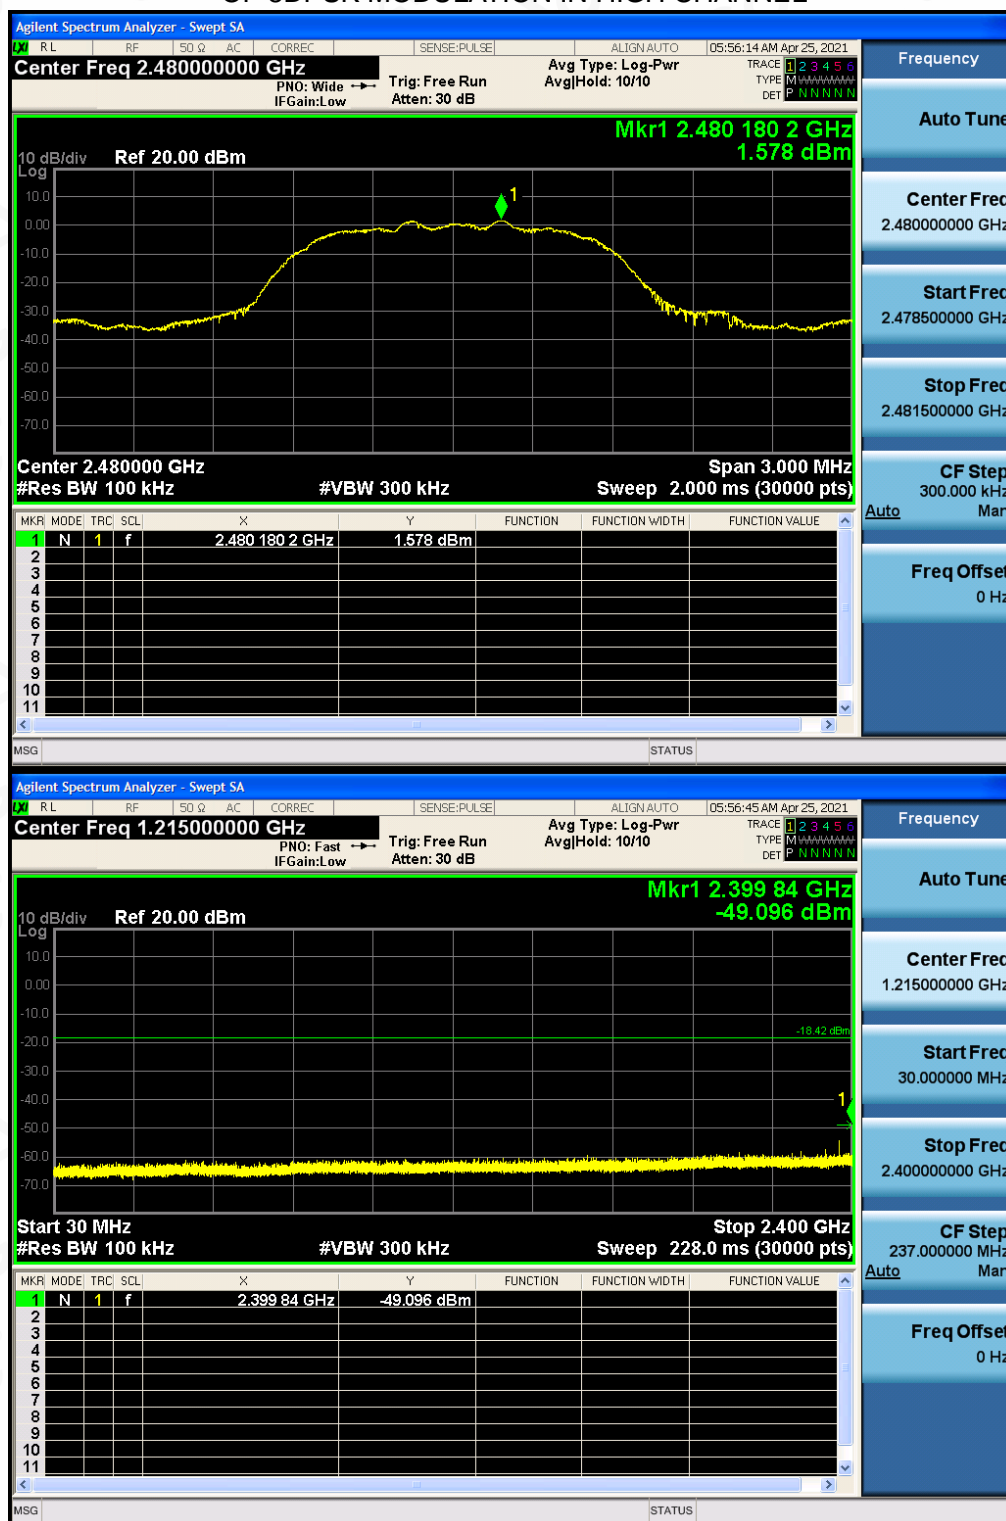 OF 8DPSK MODULATION IN HIGH CHANNEL
Agilent Spectrum Analyzer - Swept SA
LXI RL RF 50 Ω AC CORREC SENSE:PULSE ALIGN AUTO 05:56:14 AM Apr 25, 2021
Center Freq 2.480000000 GHz
PNO: Wide
IFGain:Low
Trig: Free Run
Atten: 30 dB
Avg Type: Log-Pwr
Avg|Hold: 10/10
TRACE 1 2 3 4 5 6
TYPE M
DET P N N N N N
Mkr1 2.480 180 2 GHz
1.578 dBm
10 dB/div Ref 20.00 dBm
Log
10.0
0.00
-10.0
-20.0
-30.0
-40.0
-50.0
-60.0
-70.0
1
Center 2.480000 GHz Span 3.000 MHz
#Res BW 100 kHz #VBW 300 kHz Sweep 2.000 ms (30000 pts)
MKR MODE TRC SCL X Y FUNCTION FUNCTION WIDTH FUNCTION VALUE
1 N 1 f 2.480 180 2 GHz 1.578 dBm
2
3
4
5
6
7
8
9
10
11
MSG STATUS
Frequency
Auto Tune
Center Freq
2.480000000 GHz
Start Freq
2.478500000 GHz
Stop Freq
2.481500000 GHz
CF Step
300.000 kHz
Auto Man
Freq Offset
0 Hz
Agilent Spectrum Analyzer - Swept SA
LXI RL RF 50 Ω AC CORREC SENSE:PULSE ALIGN AUTO 05:56:45 AM Apr 25, 2021
Center Freq 1.215000000 GHz
PNO: Fast
IFGain:Low
Trig: Free Run
Atten: 30 dB
Avg Type: Log-Pwr
Avg|Hold: 10/10
TRACE 1 2 3 4 5 6
TYPE M
DET P N N N N N
Mkr1 2.399 84 GHz
-49.096 dBm
10 dB/div Ref 20.00 dBm
Log
10.0
0.00
-10.0
-20.0
-30.0
-40.0
-50.0
-60.0
-70.0
-18.42 dBm
1
Start 30 MHz Stop 2.400 GHz
#Res BW 100 kHz #VBW 300 kHz Sweep 228.0 ms (30000 pts)
MKR MODE TRC SCL X Y FUNCTION FUNCTION WIDTH FUNCTION VALUE
1 N 1 f 2.399 84 GHz -49.096 dBm
2
3
4
5
6
7
8
9
10
11
MSG STATUS
Frequency
Auto Tune
Center Freq
1.215000000 GHz
Start Freq
30.000000 MHz
Stop Freq
2.400000000 GHz
CF Step
237.000000 MHz
Auto Man
Freq Offset
0 Hz